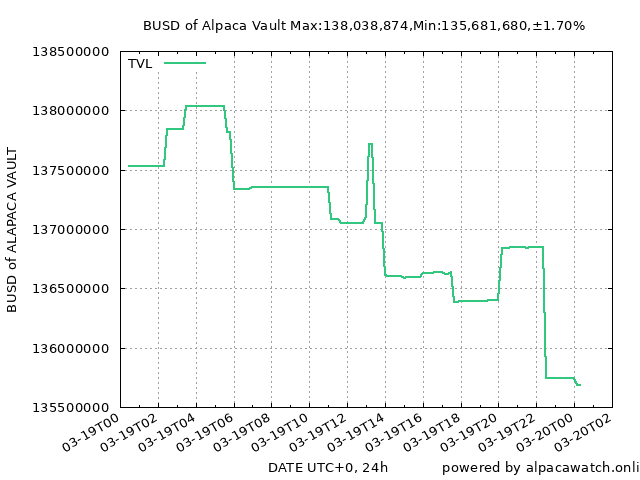 BUSD of Alpaca Vault Max:138,038,874,Min:135,681,680,±1.70%
TVL
138500000
138000000
137500000
137000000
136500000
136000000
135500000
BUSD of ALAPACA VAULT
03-19T00
03-19T02
03-19T04
03-19T06
03-19T08
03-19T10
03-19T12
03-19T14
03-19T16
03-19T18
03-19T20
03-19T22
03-20T00
03-20T02
DATE UTC+0, 24h
powered by alpacawatch.onli